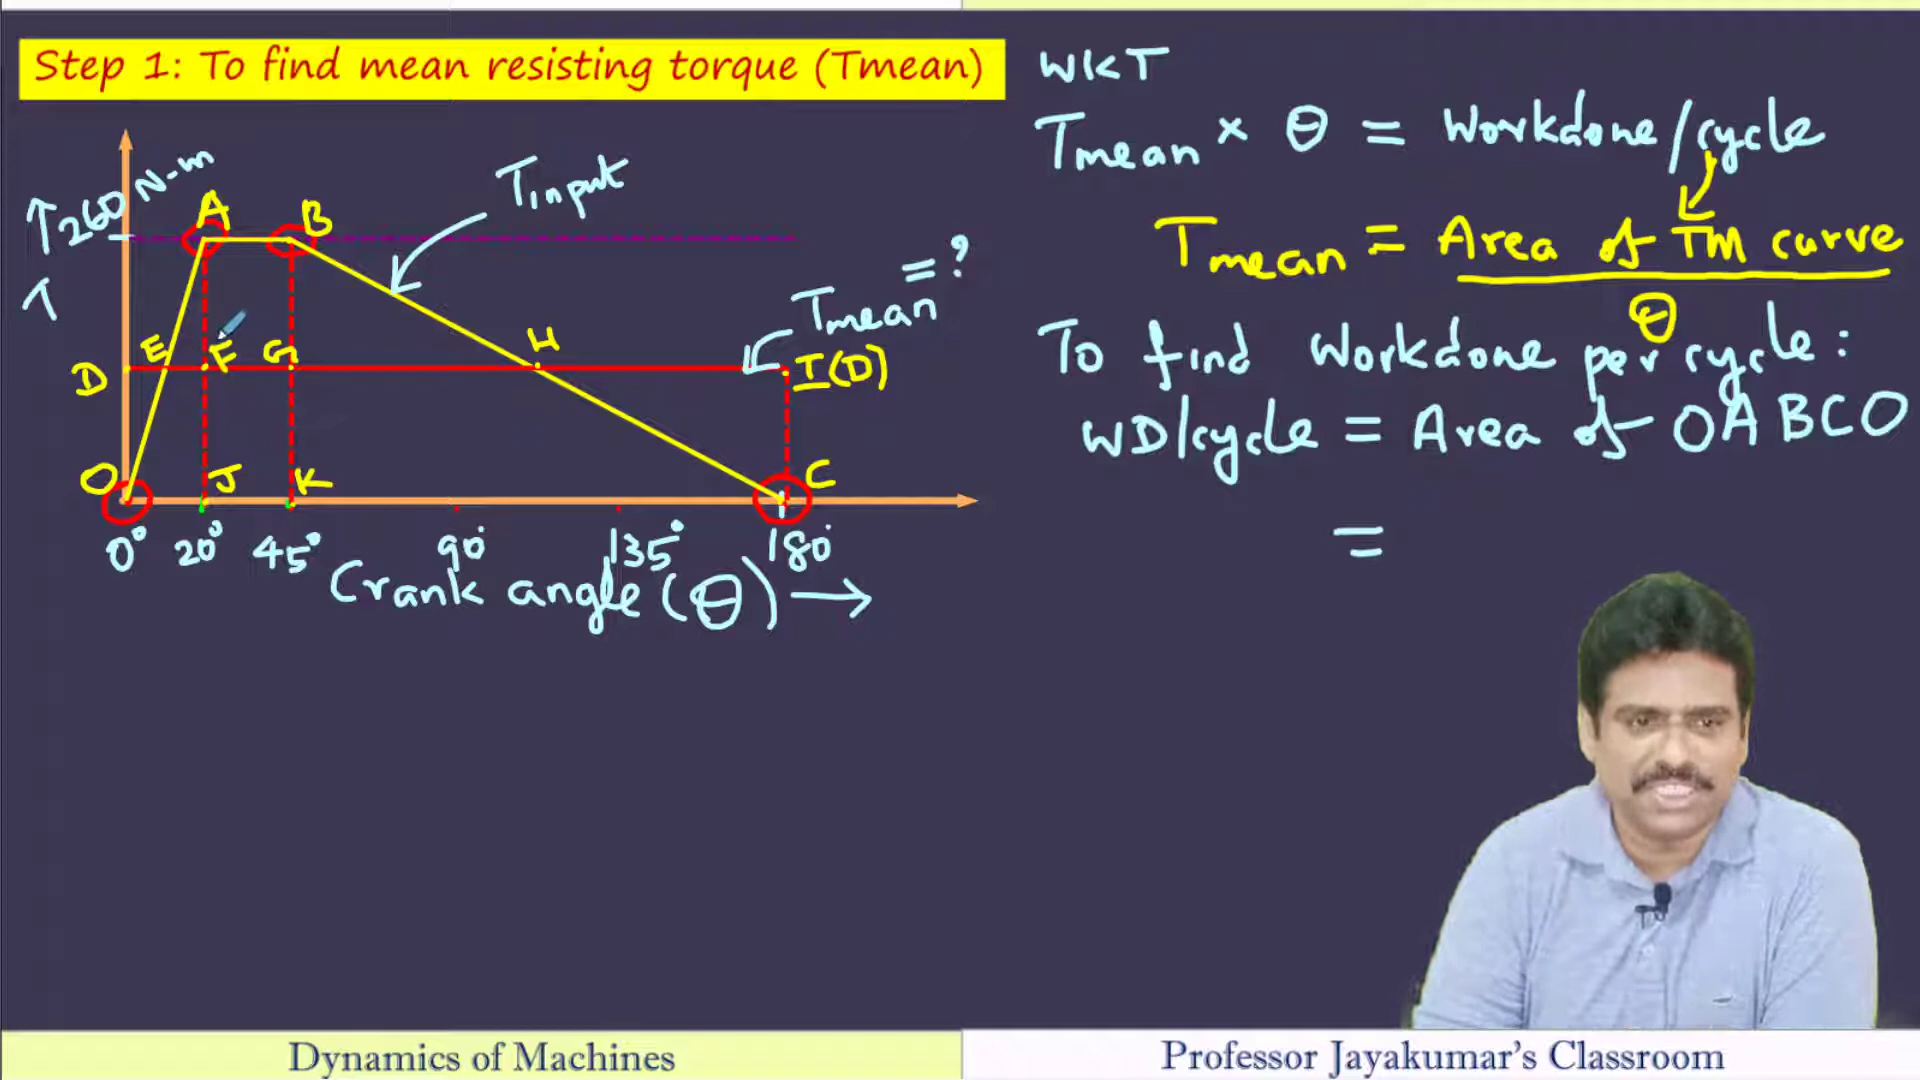 Step 1: To find mean resisting torque (Tmean)
↑260 N-m
↑
A
B
Tinput
Tmean = ?
D
E
F
G
H
I(D)
O
J
K
C
0° 20° 45° 90° 135° 180°
Crank angle (θ) →
WKT
Tmean × θ = Workdone/cycle
Tmean = Area of TM curve
θ
To find Workdone per cycle:
WD/cycle = Area of OABCO
=
Dynamics of Machines
Professor Jayakumar's Classroom